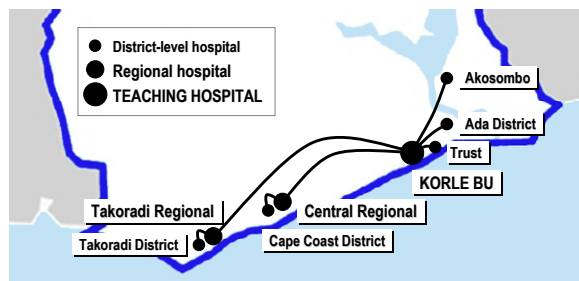 District-level hospital
Regional hospital
TEACHING HOSPITAL
Akosombo
Ada District
Trust
KORLE BU
Takoradi Regional
Central Regional
Takoradi District
Cape Coast District